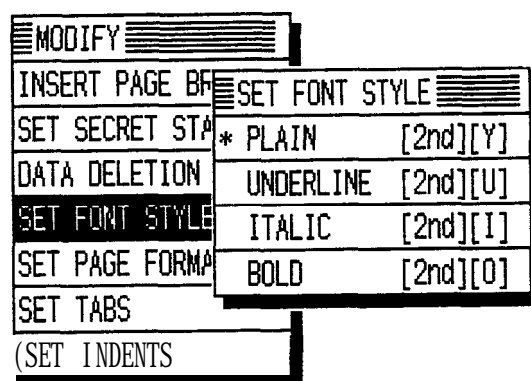 MODIFY
INSERT PAGE BR
SET SECRET STA
DATA DELETION
SET FONT STYLE
SET PAGE FORMA
SET TABS
(SET INDENTS
SET FONT STYLE
* PLAIN [2nd][Y]
UNDERLINE [2nd][U]
ITALIC [2nd][I]
BOLD [2nd][O]